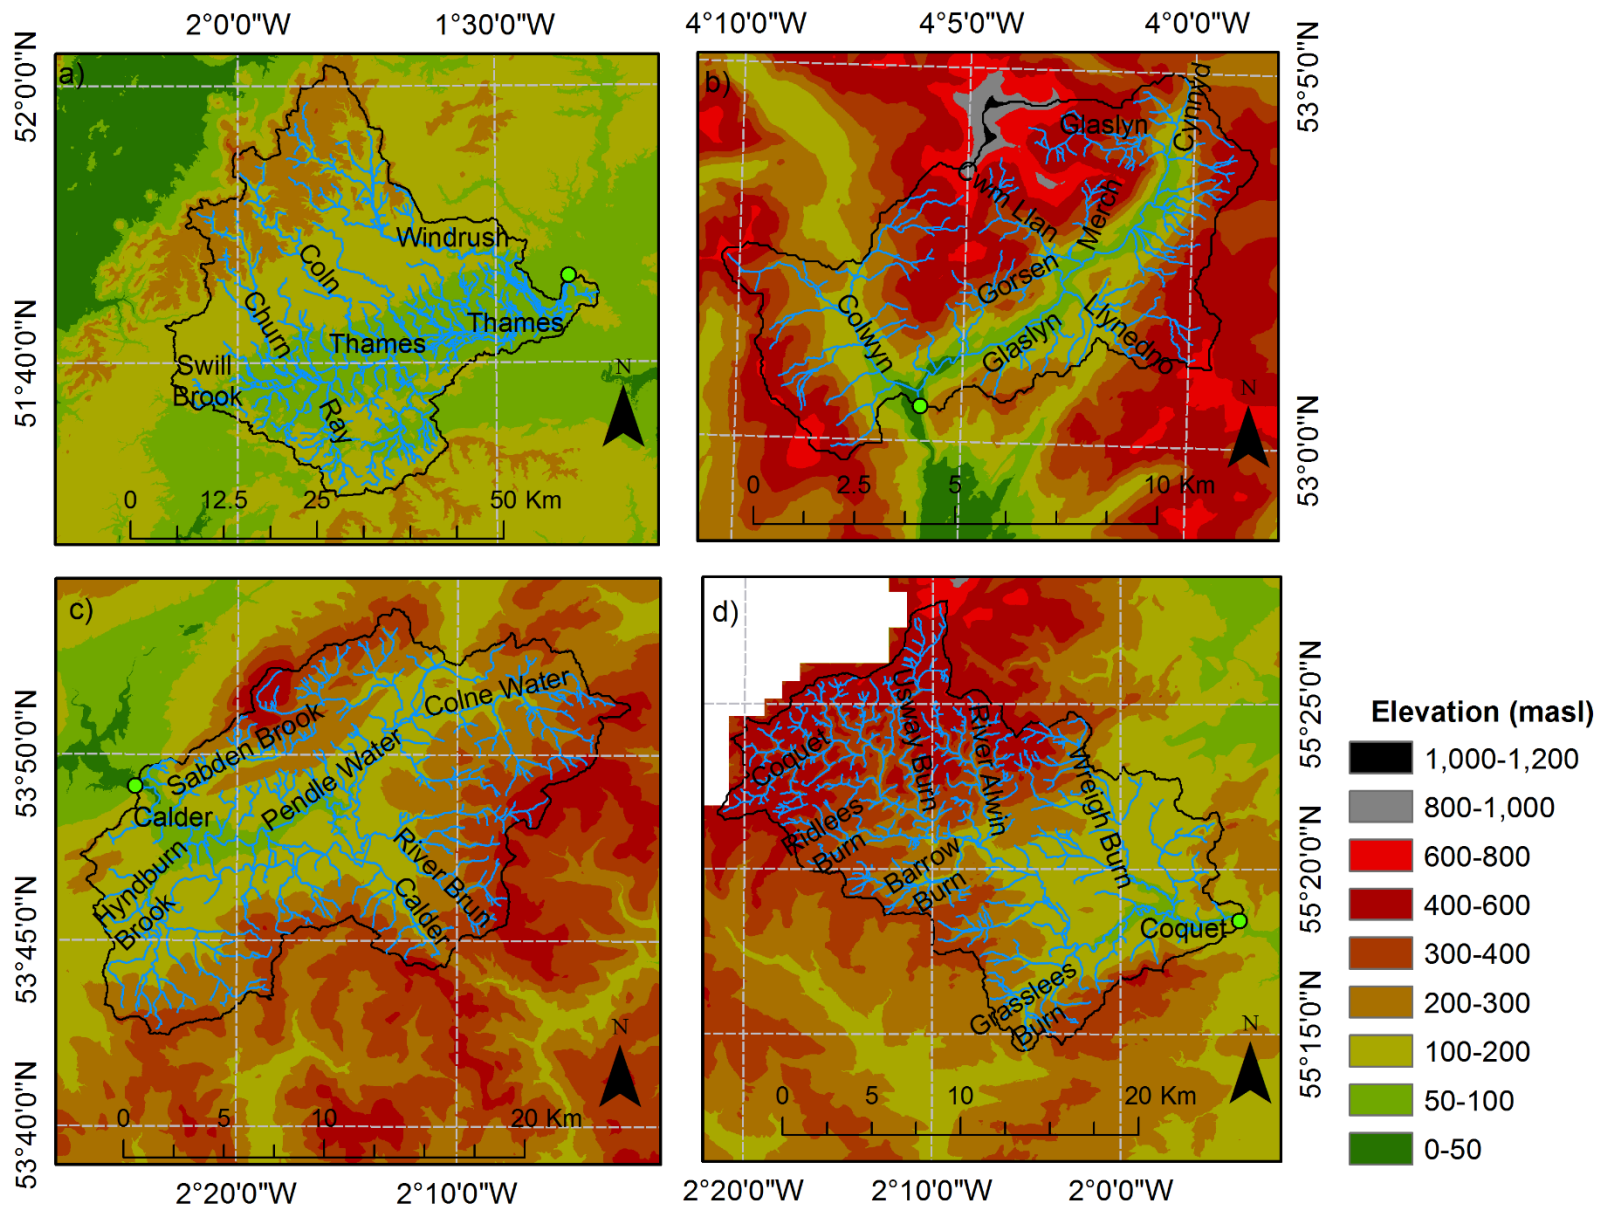 2°0'0"W
1°30'0"W
4°10'0"W
4°5'0"W
4°0'0"W
52°0'0"N
51°40'0"N
a)
Windrush
Coln
Churn
Thames
Thames
Swill
Brook
Ray
N
0
12.5
25
50 Km
b)
53°5'0"N
53°0'0"N
Glaslyn
Cynnyd
Cwm Llan
Merch
Gorsen
Colwyn
Glaslyn
Llynedno
N
0
2.5
5
10 Km
c)
53°50'0"N
53°45'0"N
53°40'0"N
Colne Water
Sabden Brook
Pendle Water
Calder
Hyndburn
Brook
River Brun
Calder
N
0
5
10
20 Km
2°20'0"W
2°10'0"W
d)
55°25'0"N
55°20'0"N
55°15'0"N
Usway Burn
River Alwin
Coquet
Wreigh Burn
Ridlees
Burn
Barrow
Burn
Coquet
Grasslees
Burn
N
0
5
10
20 Km
2°20'0"W
2°10'0"W
2°0'0"W
Elevation (masl)
1,000-1,200
800-1,000
600-800
400-600
300-400
200-300
100-200
50-100
0-50